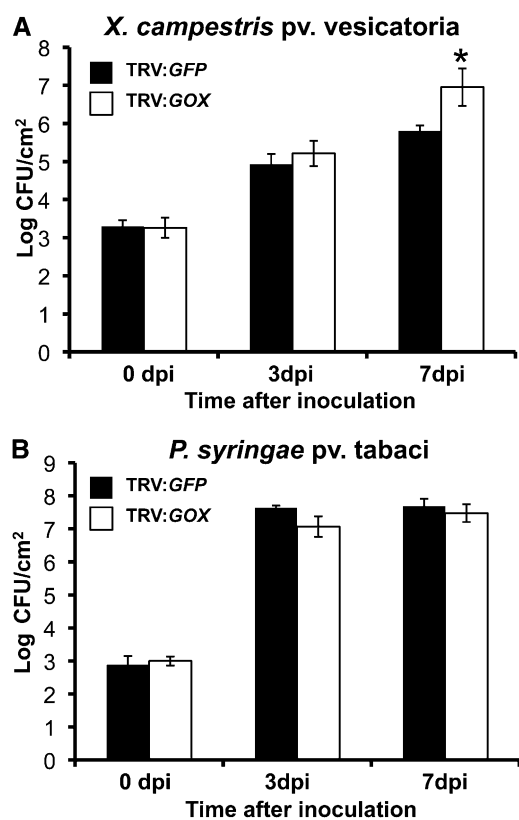 A
X. campestris pv. vesicatoria
TRV:GFP
TRV:GOX
*
Log CFU/cm²
8
7
6
5
4
3
2
1
0
0 dpi 3dpi 7dpi
Time after inoculation
B
P. syringae pv. tabaci
TRV:GFP
TRV:GOX
Log CFU/cm²
9
8
7
6
5
4
3
2
1
0
0 dpi 3dpi 7dpi
Time after inoculation